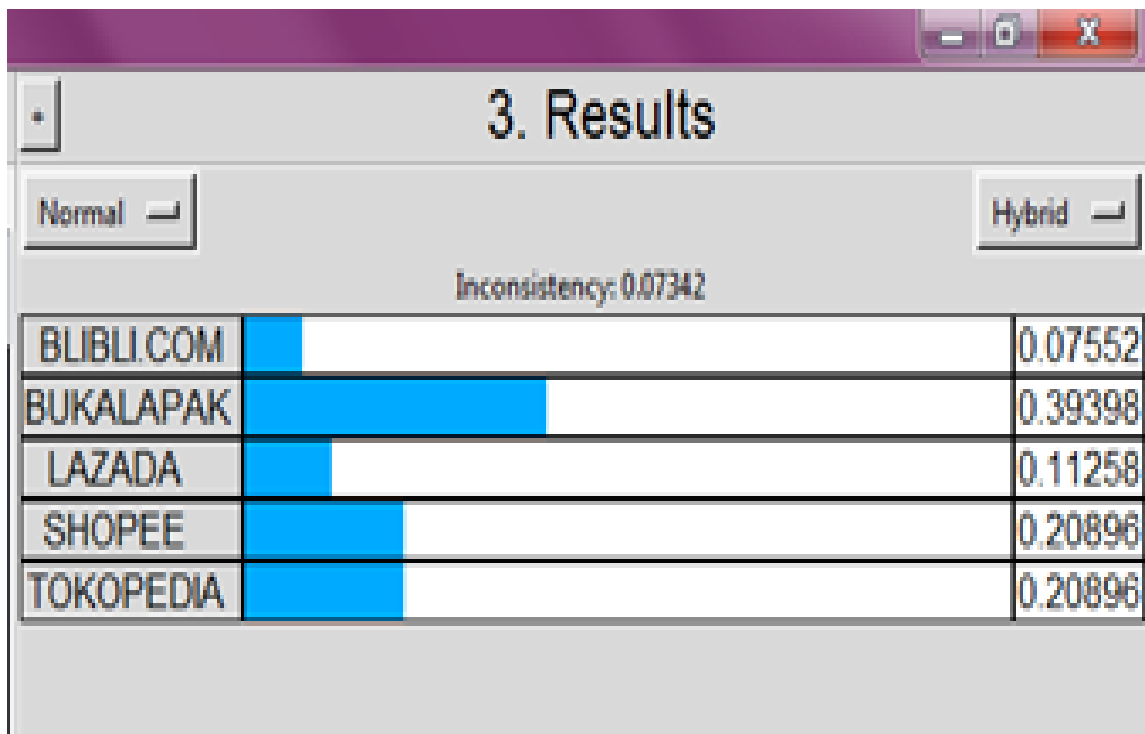 3. Results
Normal Hybrid
Inconsistency: 0.07342
BLIBLI.COM 0.07552
BUKALAPAK 0.39398
LAZADA 0.11258
SHOPEE 0.20896
TOKOPEDIA 0.20896